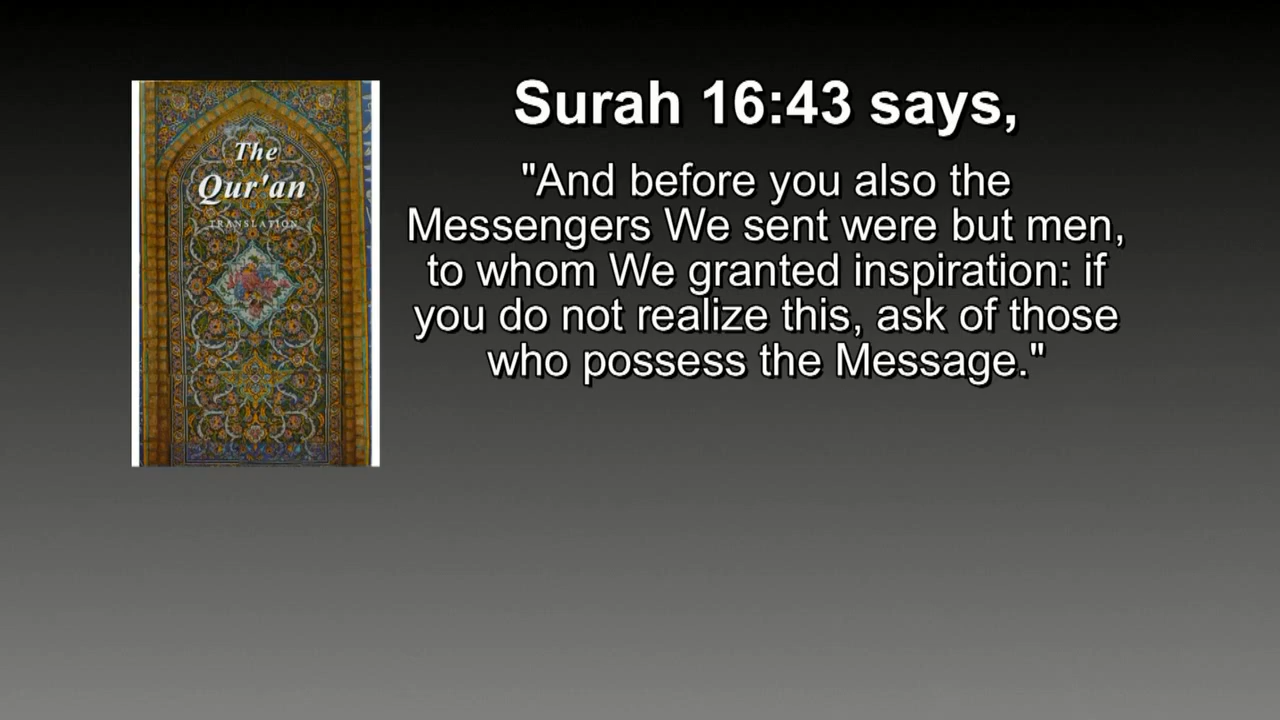 The
Qur'an
TRANSLATION
Surah 16:43 says,
"And before you also the
Messengers We sent were but men,
to whom We granted inspiration: if
you do not realize this, ask of those
who possess the Message."